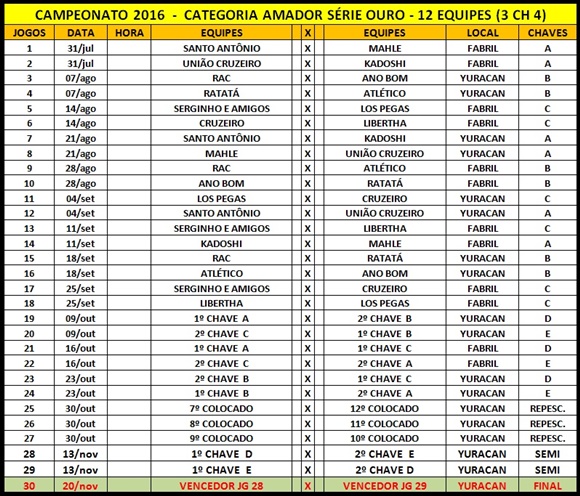 CAMPEONATO 2016 - CATEGORIA AMADOR SÉRIE OURO - 12 EQUIPES (3 CH 4)
JOGOS DATA HORA EQUIPES X EQUIPES LOCAL CHAVES
1 31/jul SANTO ANTÔNIO X MAHLE FABRIL A
2 31/jul UNIÃO CRUZEIRO X KADOSHI FABRIL A
3 07/ago RAC X ANO BOM YURACAN B
4 07/ago RATATÁ X ATLÉTICO YURACAN B
5 14/ago SERGINHO E AMIGOS X LOS PEGAS FABRIL C
6 14/ago CRUZEIRO X LIBERTHA FABRIL C
7 21/ago SANTO ANTÔNIO X KADOSHI YURACAN A
8 21/ago MAHLE X UNIÃO CRUZEIRO YURACAN A
9 28/ago RAC X ATLÉTICO FABRIL B
10 28/ago ANO BOM X RATATÁ FABRIL B
11 04/set LOS PEGAS X CRUZEIRO YURACAN C
12 04/set SANTO ANTÔNIO X UNIÃO CRUZEIRO YURACAN A
13 11/set SERGINHO E AMIGOS X LIBERTHA FABRIL C
14 11/set KADOSHI X MAHLE FABRIL A
15 18/set RAC X RATATÁ YURACAN B
16 18/set ATLÉTICO X ANO BOM YURACAN B
17 25/set SERGINHO E AMIGOS X CRUZEIRO FABRIL C
18 25/set LIBERTHA X LOS PEGAS FABRIL C
19 09/out 1º CHAVE A X 2º CHAVE B YURACAN D
20 09/out 2º CHAVE C X 1º CHAVE B YURACAN E
21 16/out 1º CHAVE A X 1º CHAVE C FABRIL D
22 16/out 2º CHAVE C X 2º CHAVE A FABRIL E
23 23/out 2º CHAVE B X 1º CHAVE C YURACAN D
24 23/out 1º CHAVE B X 2º CHAVE A YURACAN E
25 30/out 7º COLOCADO X 12º COLOCADO YURACAN REPESC.
26 30/out 8º COLOCADO X 11º COLOCADO YURACAN REPESC.
27 30/out 9º COLOCADO X 10º COLOCADO YURACAN REPESC.
28 13/nov 1º CHAVE D X 2º CHAVE E YURACAN SEMI
29 13/nov 1º CHAVE E X 2º CHAVE D YURACAN SEMI
30 20/nov VENCEDOR JG 28 X VENCEDOR JG 29 YURACAN FINAL